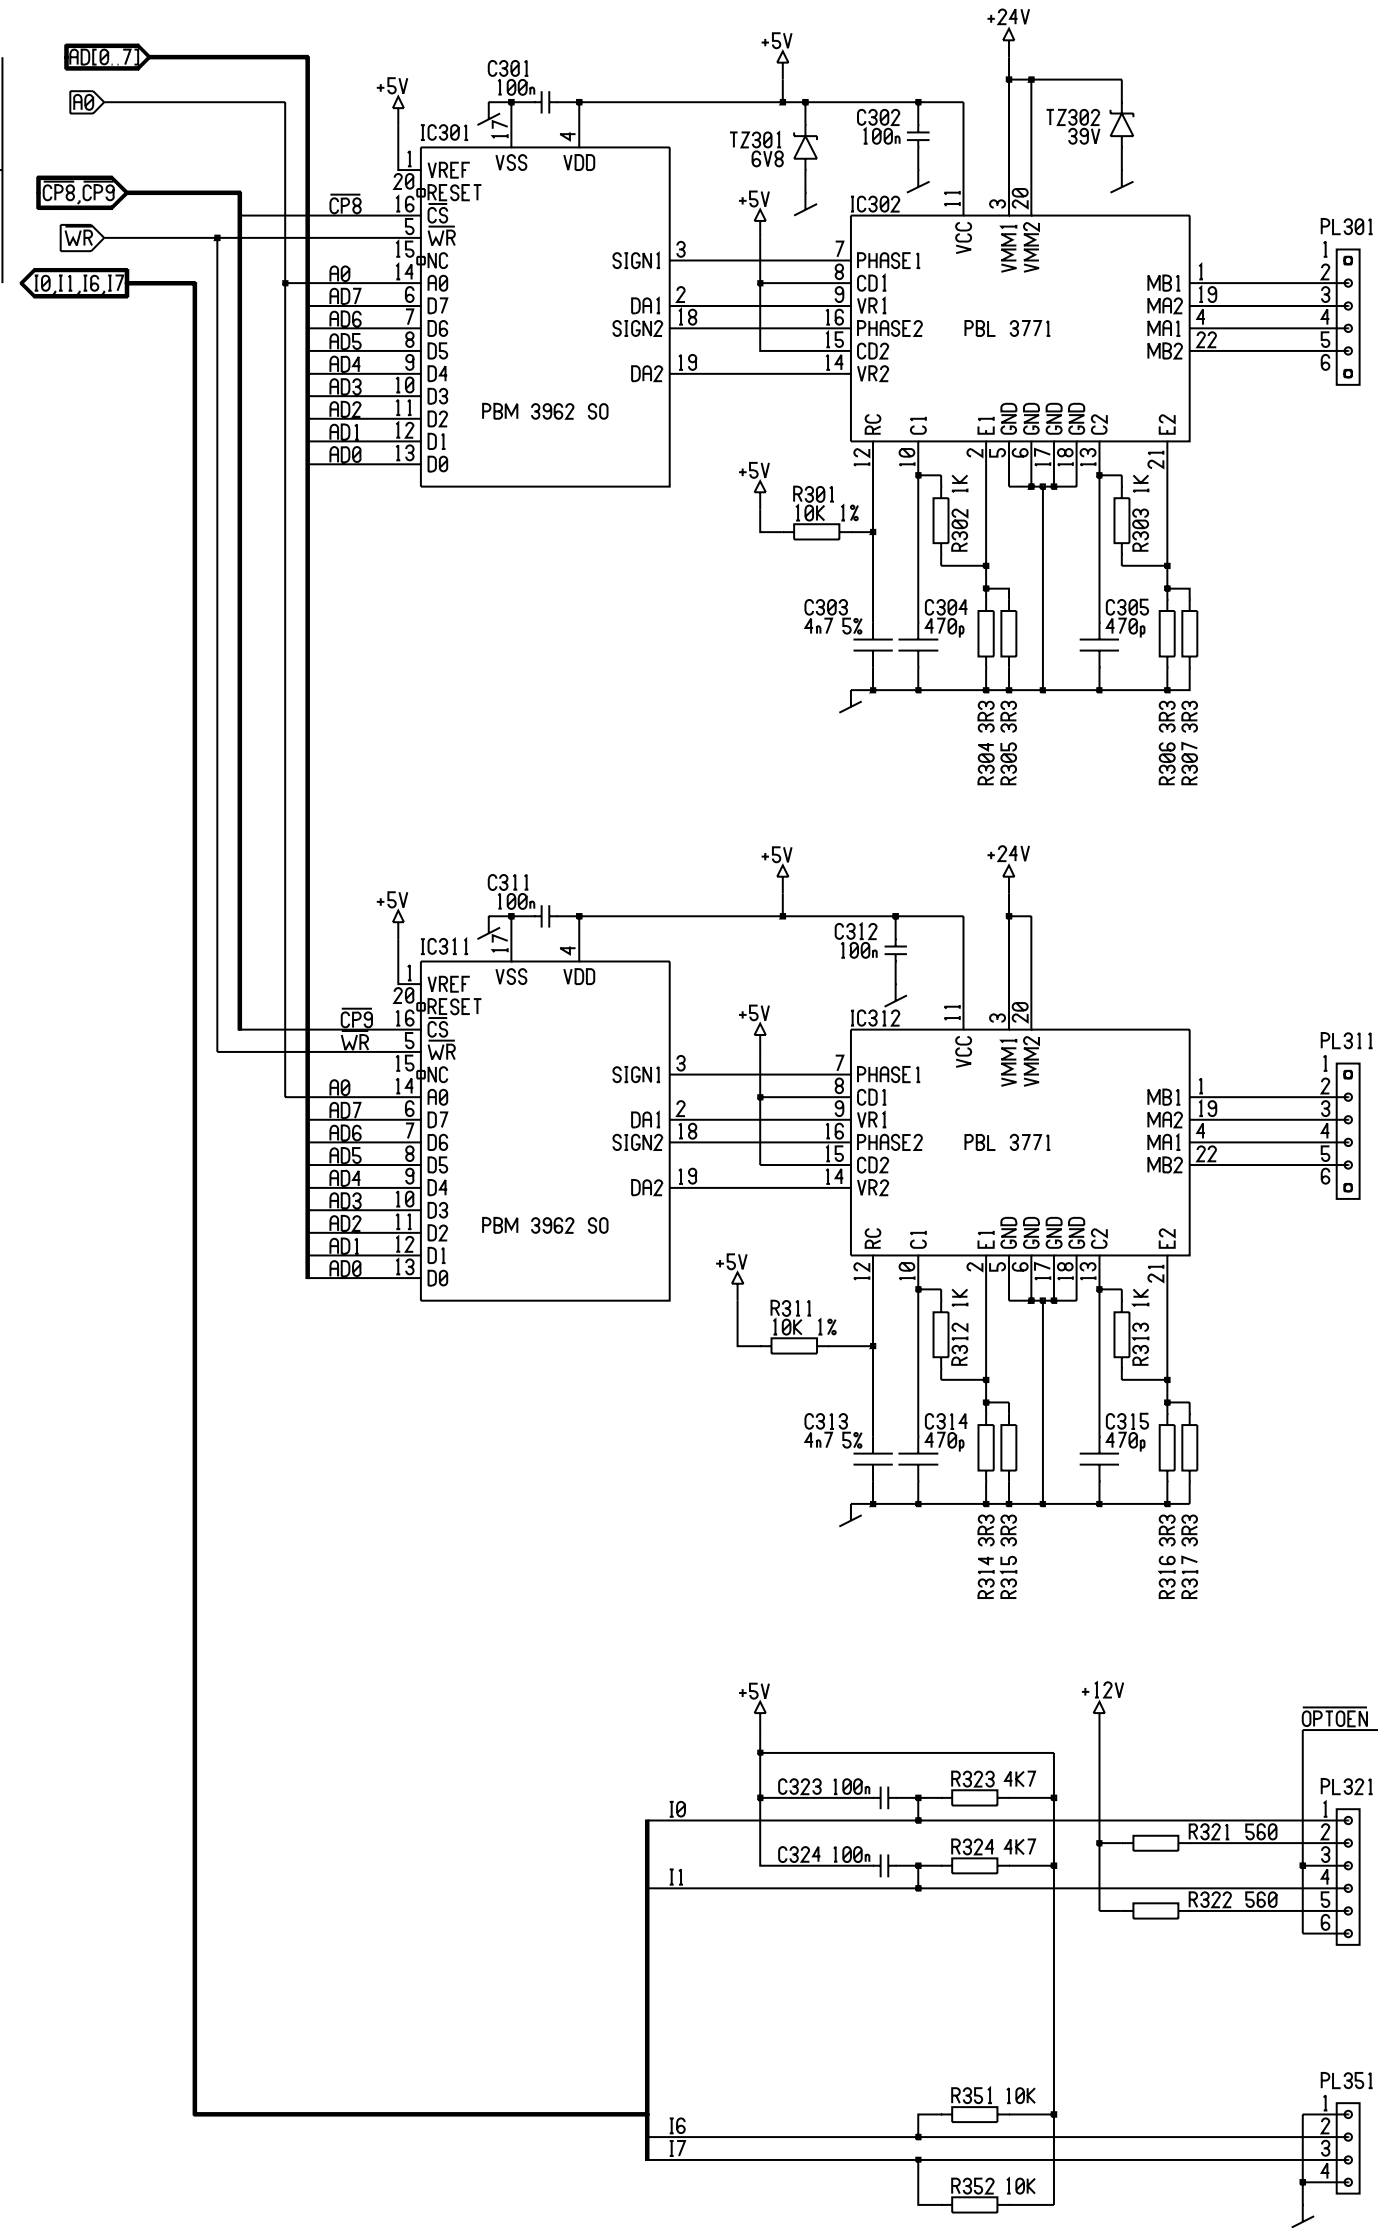 AD[0..7]
A0
CP8,CP9
WR
I0,I1,I6,I7
+5V
C301
100n
+5V
+24V
IC301
17
4
VSS
VDD
TZ301
6V8
C302
100n
TZ302
39V
1
VREF
20
RESET
CP8
16
CS
5
WR
15
NC
A0
14
A0
AD7
6
D7
AD6
7
D6
AD5
8
D5
AD4
9
D4
AD3
10
D3
AD2
11
D2
AD1
12
D1
AD0
13
D0
PBM 3962 SO
SIGN1
3
DA1
2
SIGN2
18
DA2
19
+5V
IC302
11
3
20
VCC
VMM1
VMM2
7
PHASE1
8
CD1
9
VR1
16
PHASE2
15
CD2
14
VR2
PBL 3771
MB1
1
MA2
19
MA1
4
MB2
22
PL301
1
2
3
4
5
6
RC
C1
E1
GND
GND
GND
GND
C2
E2
12
10
2
5
6
17
18
13
21
+5V
R301
10K 1%
R302 1K
R303 1K
C303
4n7 5%
C304
470p
C305
470p
R304 3R3
R305 3R3
R306 3R3
R307 3R3
+5V
C311
100n
+5V
+24V
IC311
17
4
VSS
VDD
C312
100n
1
VREF
20
RESET
CP9
16
CS
WR
5
WR
15
NC
A0
14
A0
AD7
6
D7
AD6
7
D6
AD5
8
D5
AD4
9
D4
AD3
10
D3
AD2
11
D2
AD1
12
D1
AD0
13
D0
PBM 3962 SO
SIGN1
3
DA1
2
SIGN2
18
DA2
19
+5V
IC312
11
3
20
VCC
VMM1
VMM2
7
PHASE1
8
CD1
9
VR1
16
PHASE2
15
CD2
14
VR2
PBL 3771
MB1
1
MA2
19
MA1
4
MB2
22
PL311
1
2
3
4
5
6
RC
C1
E1
GND
GND
GND
GND
C2
E2
12
10
2
5
6
17
18
13
21
+5V
R311
10K 1%
R312 1K
R313 1K
C313
4n7 5%
C314
470p
C315
470p
R314 3R3
R315 3R3
R316 3R3
R317 3R3
+5V
+12V
OPTOEN
C323 100n
R323 4K7
I0
C324 100n
R324 4K7
I1
R321 560
R322 560
PL321
1
2
3
4
5
6
R351 10K
I6
I7
R352 10K
PL351
1
2
3
4